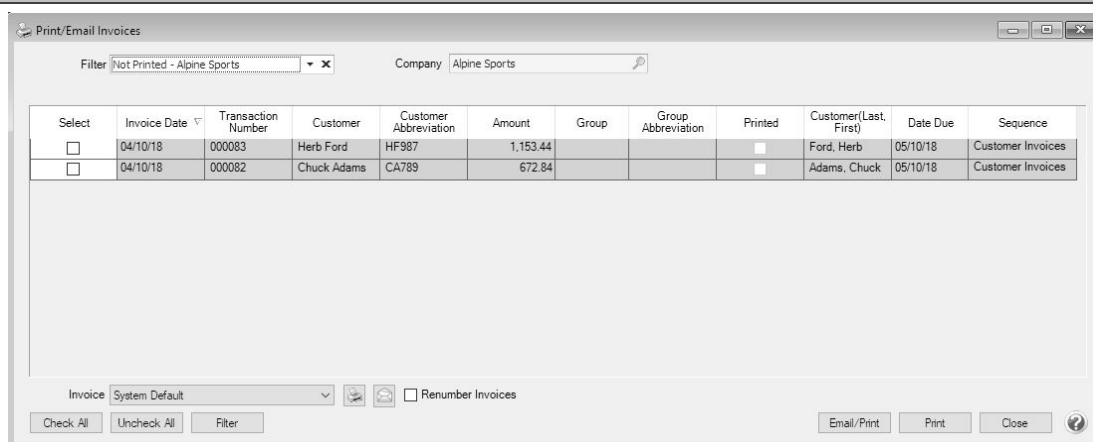 Print/Email Invoices
Filter Not Printed - Alpine Sports Company Alpine Sports
Select Invoice Date Transaction Number Customer Customer Abbreviation Amount Group Group Abbreviation Printed Customer(Last, First) Date Due Sequence
04/10/18 000083 Herb Ford HF987 1,153.44 Ford, Herb 05/10/18 Customer Invoices
04/10/18 000082 Chuck Adams CA789 672.84 Adams, Chuck 05/10/18 Customer Invoices
Invoice System Default Renumber Invoices
Check All Uncheck All Filter Email/Print Print Close ?